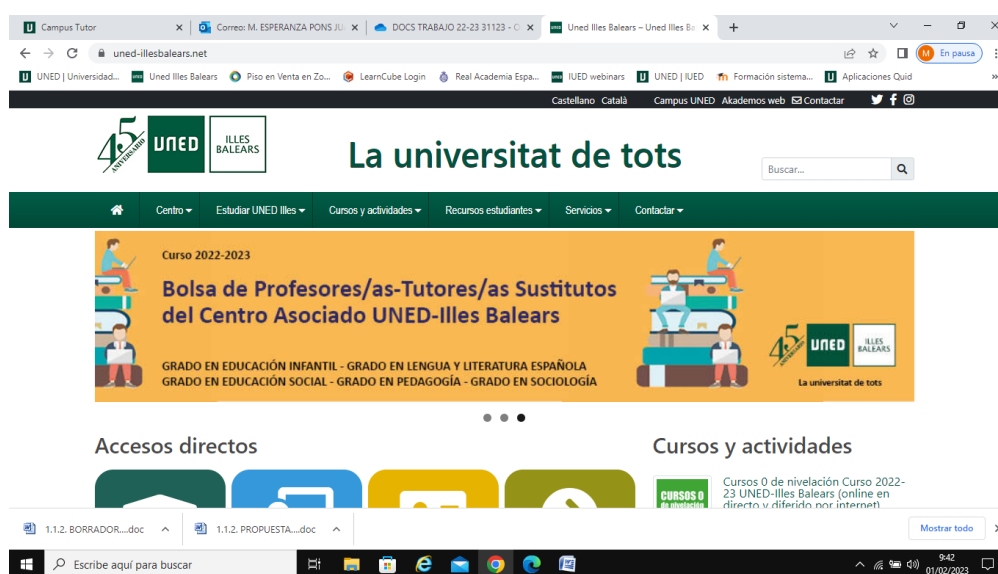 Campus Tutor
Correo: M. ESPERANZA PONS JU
DOCS TRABAJO 22-23 31123 - O
Uned Illes Balears – Uned Illes Ba
uned-illesbalears.net
M En pausa
UNED | Universidad...
Uned Illes Balears
Piso en Venta en Zo...
LearnCube Login
Real Academia Espa...
IUED webinars
UNED | IUED
Formación sistema...
Aplicaciones Quid
Castellano Català Campus UNED Akademos web Contactar
45 ANIVERSARIO
UNED
ILLES BALEARS
La universitat de tots
Buscar...
Centro Estudiar UNED Illes Cursos y actividades Recursos estudiantes Servicios Contactar
Curso 2022-2023
Bolsa de Profesores/as-Tutores/as Sustitutos
del Centro Asociado UNED-Illes Balears
GRADO EN EDUCACIÓN INFANTIL - GRADO EN LENGUA Y LITERATURA ESPAÑOLA
GRADO EN EDUCACIÓN SOCIAL - GRADO EN PEDAGOGÍA - GRADO EN SOCIOLOGÍA
45 ANIVERSARIO
UNED
ILLES BALEARS
La universitat de tots
Accesos directos
Cursos y actividades
CURSOS 0
de nivelación
Cursos 0 de nivelación Curso 2022-
23 UNED-Illes Balears (online en
directo y diferido por internet)
1.1.2. BORRADOR....doc
1.1.2. PROPUESTA....doc
Mostrar todo
Escribe aquí para buscar
9:42
01/02/2023